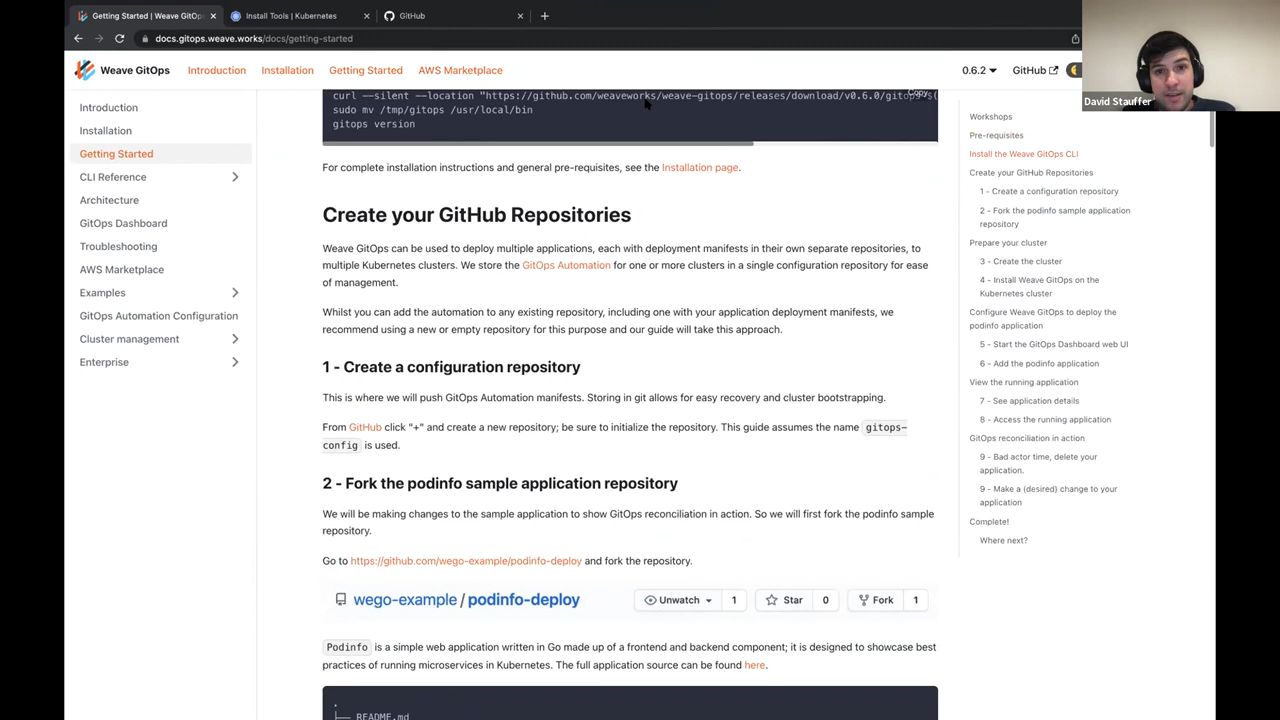 Getting Started | Weave GitOps
Install Tools | Kubernetes
GitHub
docs.gitops.weave.works/docs/getting-started
Weave GitOps
Introduction
Installation
Getting Started
AWS Marketplace
0.6.2
GitHub
David Stauffer
Introduction
Installation
Getting Started
CLI Reference
Architecture
GitOps Dashboard
Troubleshooting
AWS Marketplace
Examples
GitOps Automation Configuration
Cluster management
Enterprise
Copy
curl --silent --location "https://github.com/weaveworks/weave-gitops/releases/download/v0.6.0/gitops-$(
sudo mv /tmp/gitops /usr/local/bin
gitops version
For complete installation instructions and general pre-requisites, see the Installation page.
Create your GitHub Repositories
Weave GitOps can be used to deploy multiple applications, each with deployment manifests in their own separate repositories, to
multiple Kubernetes clusters. We store the GitOps Automation for one or more clusters in a single configuration repository for ease
of management.
Whilst you can add the automation to any existing repository, including one with your application deployment manifests, we
recommend using a new or empty repository for this purpose and our guide will take this approach.
1 - Create a configuration repository
This is where we will push GitOps Automation manifests. Storing in git allows for easy recovery and cluster bootstrapping.
From GitHub click "+" and create a new repository; be sure to initialize the repository. This guide assumes the name gitops-
config is used.
2 - Fork the podinfo sample application repository
We will be making changes to the sample application to show GitOps reconciliation in action. So we will first fork the podinfo sample
repository.
Go to https://github.com/wego-example/podinfo-deploy and fork the repository.
wego-example / podinfo-deploy
Unwatch 1
Star 0
Fork 1
Podinfo is a simple web application written in Go made up of a frontend and backend component; it is designed to showcase best
practices of running microservices in Kubernetes. The full application source can be found here.
.
├── README.md
Workshops
Pre-requisites
Install the Weave GitOps CLI
Create your GitHub Repositories
1 - Create a configuration repository
2 - Fork the podinfo sample application
repository
Prepare your cluster
3 - Create the cluster
4 - Install Weave GitOps on the
Kubernetes cluster
Configure Weave GitOps to deploy the
podinfo application
5 - Start the GitOps Dashboard web UI
6 - Add the podinfo application
View the running application
7 - See application details
8 - Access the running application
GitOps reconciliation in action
9 - Bad actor time, delete your
application.
9 - Make a (desired) change to your
application
Complete!
Where next?